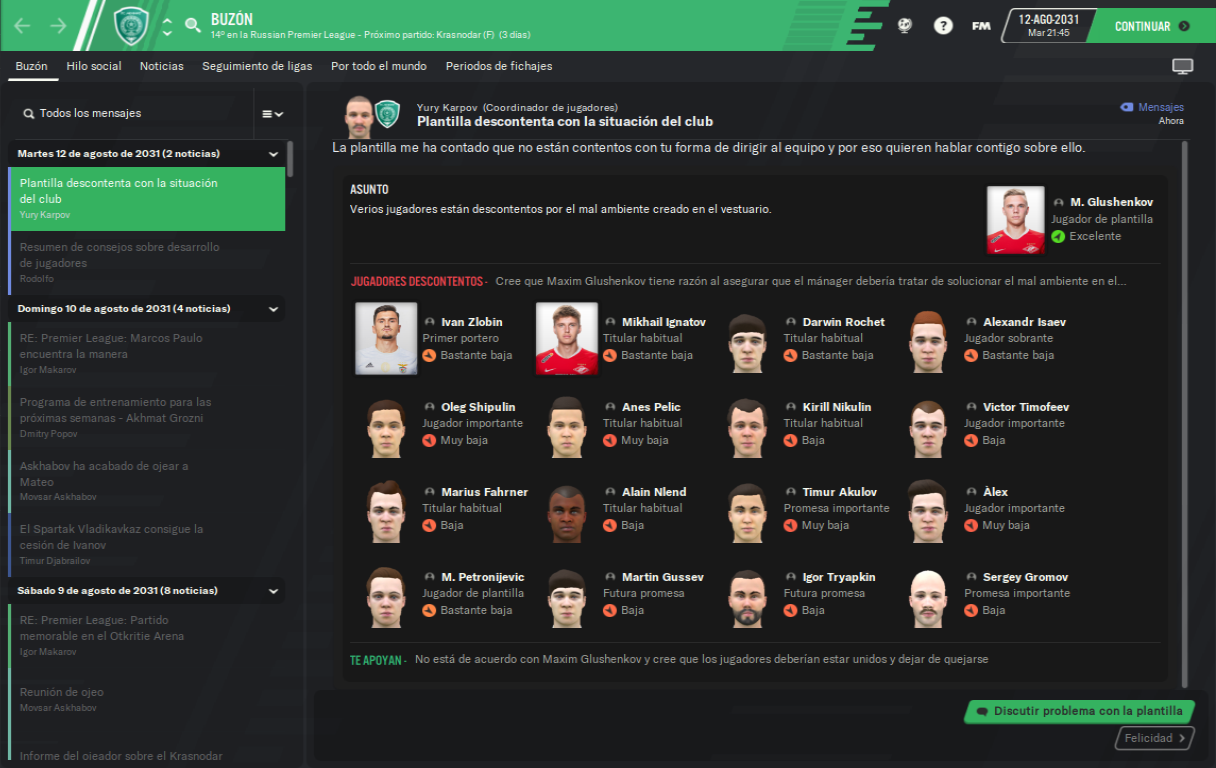 BUZÓN
14º en la Russian Premier League - Próximo partido: Krasnodar (F) (3 días)
?
FM
12-AGO-2031
Mar 21:45
CONTINUAR
Buzón
Hilo social
Noticias
Seguimiento de ligas
Por todo el mundo
Periodos de fichajes
Todos los mensajes
Martes 12 de agosto de 2031 (2 noticias)
Plantilla descontenta con la situación
del club
Yury Karpov
Resumen de consejos sobre desarrollo
de jugadores
Rodolfo
Domingo 10 de agosto de 2031 (4 noticias)
RE: Premier League: Marcos Paulo
encuentra la manera
Igor Makarov
Programa de entrenamiento para las
próximas semanas - Akhmat Grozni
Dmitry Popov
Askhabov ha acabado de ojear a
Mateo
Movsar Askhabov
El Spartak Vladikavkaz consigue la
cesión de Ivanov
Timur Djabrailov
Sábado 9 de agosto de 2031 (8 noticias)
RE: Premier League: Partido
memorable en el Otkritie Arena
Igor Makarov
Reunión de ojeo
Movsar Askhabov
Informe del ojeador sobre el Krasnodar
Yury Karpov (Coordinador de jugadores)
Plantilla descontenta con la situación del club
Mensajes
Ahora
La plantilla me ha contado que no están contentos con tu forma de dirigir al equipo y por eso quieren hablar contigo sobre ello.
ASUNTO
Verios jugadores están descontentos por el mal ambiente creado en el vestuario.
M. Glushenkov
Jugador de plantilla
Excelente
JUGADORES DESCONTENTOS - Cree que Maxim Glushenkov tiene razón al asegurar que el mánager debería tratar de solucionar el mal ambiente en el...
Ivan Zlobin
Primer portero
Bastante baja
Mikhail Ignatov
Titular habitual
Bastante baja
Darwin Rochet
Titular habitual
Bastante baja
Alexandr Isaev
Jugador sobrante
Bastante baja
Oleg Shipulin
Jugador importante
Muy baja
Anes Pelic
Titular habitual
Muy baja
Kirill Nikulin
Titular habitual
Baja
Victor Timofeev
Jugador importante
Baja
Marius Fahrner
Titular habitual
Baja
Alain Nlend
Titular habitual
Baja
Timur Akulov
Promesa importante
Muy baja
Àlex
Jugador importante
Muy baja
M. Petronijevic
Jugador de plantilla
Bastante baja
Martin Gussev
Futura promesa
Baja
Igor Tryapkin
Futura promesa
Baja
Sergey Gromov
Promesa importante
Baja
TE APOYAN - No está de acuerdo con Maxim Glushenkov y cree que los jugadores deberían estar unidos y dejar de quejarse
Discutir problema con la plantilla
Felicidad